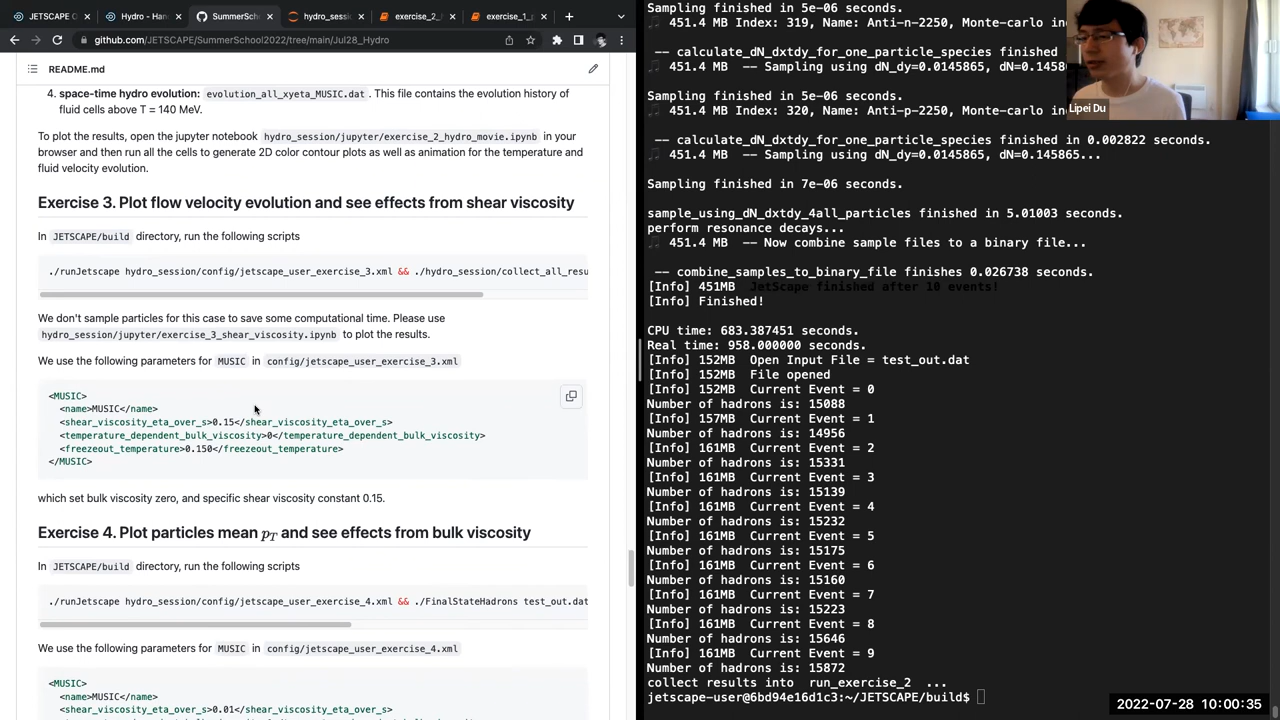 JETSCAPE O
Hydro - Han
SummerScho
hydro_sessi
exercise_2_h
exercise_1_p
github.com/JETSCAPE/SummerSchool2022/tree/main/Jul28_Hydro
README.md
4. space-time hydro evolution: evolution_all_xyeta_MUSIC.dat . This file contains the evolution history of
fluid cells above T = 140 MeV.
To plot the results, open the jupyter notebook hydro_session/jupyter/exercise_2_hydro_movie.ipynb in your
browser and then run all the cells to generate 2D color contour plots as well as animation for the temperature and
fluid velocity evolution.
Exercise 3. Plot flow velocity evolution and see effects from shear viscosity
In JETSCAPE/build directory, run the following scripts
./runJetscape hydro_session/config/jetscape_user_exercise_3.xml && ./hydro_session/collect_all_resu
We don't sample particles for this case to save some computational time. Please use
hydro_session/jupyter/exercise_3_shear_viscosity.ipynb to plot the results.
We use the following parameters for MUSIC in config/jetscape_user_exercise_3.xml
<MUSIC>
<name>MUSIC</name>
<shear_viscosity_eta_over_s>0.15</shear_viscosity_eta_over_s>
<temperature_dependent_bulk_viscosity>0</temperature_dependent_bulk_viscosity>
<freezeout_temperature>0.150</freezeout_temperature>
</MUSIC>
which set bulk viscosity zero, and specific shear viscosity constant 0.15.
Exercise 4. Plot particles mean pT and see effects from bulk viscosity
In JETSCAPE/build directory, run the following scripts
./runJetscape hydro_session/config/jetscape_user_exercise_4.xml && ./FinalStateHadrons test_out.dat
We use the following parameters for MUSIC in config/jetscape_user_exercise_4.xml
<MUSIC>
<name>MUSIC</name>
<shear_viscosity_eta_over_s>0.01</shear_viscosity_eta_over_s>
Sampling finished in 5e-06 seconds.
451.4 MB Index: 319, Name: Anti-n-2250, Monte-carlo in
-- calculate_dN_dxtdy_for_one_particle_species finished
451.4 MB -- Sampling using dN_dy=0.0145865, dN=0.1458
Sampling finished in 5e-06 seconds.
451.4 MB Index: 320, Name: Anti-p-2250, Monte-carlo in
-- calculate_dN_dxtdy_for_one_particle_species finished in 0.002822 seconds.
451.4 MB -- Sampling using dN_dy=0.0145865, dN=0.145865...
Sampling finished in 7e-06 seconds.
sample_using_dN_dxtdy_4all_particles finished in 5.01003 seconds.
perform resonance decays...
451.4 MB -- Now combine sample files to a binary file...
-- combine_samples_to_binary_file finishes 0.026738 seconds.
[Info] 451MB JetScape finished after 10 events!
[Info] Finished!
CPU time: 683.387451 seconds.
Real time: 958.000000 seconds.
[Info] 152MB Open Input File = test_out.dat
[Info] 152MB File opened
[Info] 152MB Current Event = 0
Number of hadrons is: 15088
[Info] 157MB Current Event = 1
Number of hadrons is: 14956
[Info] 161MB Current Event = 2
Number of hadrons is: 15331
[Info] 161MB Current Event = 3
Number of hadrons is: 15139
[Info] 161MB Current Event = 4
Number of hadrons is: 15232
[Info] 161MB Current Event = 5
Number of hadrons is: 15175
[Info] 161MB Current Event = 6
Number of hadrons is: 15160
[Info] 161MB Current Event = 7
Number of hadrons is: 15223
[Info] 161MB Current Event = 8
Number of hadrons is: 15646
[Info] 161MB Current Event = 9
Number of hadrons is: 15872
collect results into run_exercise_2 ...
jetscape-user@6bd94e16d1c3:~/JETSCAPE/build$
Lipei Du
2022-07-28 10:00:35